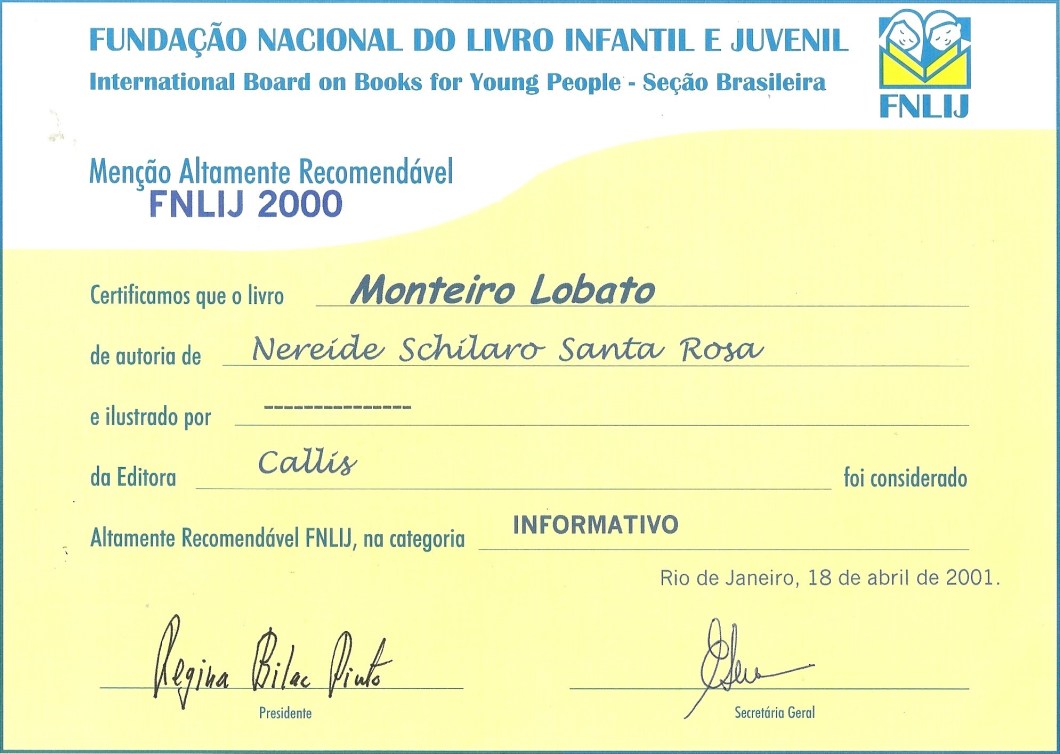 FUNDAÇÃO NACIONAL DO LIVRO INFANTIL E JUVENIL
International Board on Books for Young People - Seção Brasileira
FNLIJ
Menção Altamente Recomendável
FNLIJ 2000
Certificamos que o livro Monteiro Lobato
de autoria de Nereide Schilaro Santa Rosa
e ilustrado por ---------------
da Editora Callis foi considerado
Altamente Recomendável FNLIJ, na categoria INFORMATIVO
Rio de Janeiro, 18 de abril de 2001.
Regina Bilac Pinto
Presidente
Secretária Geral